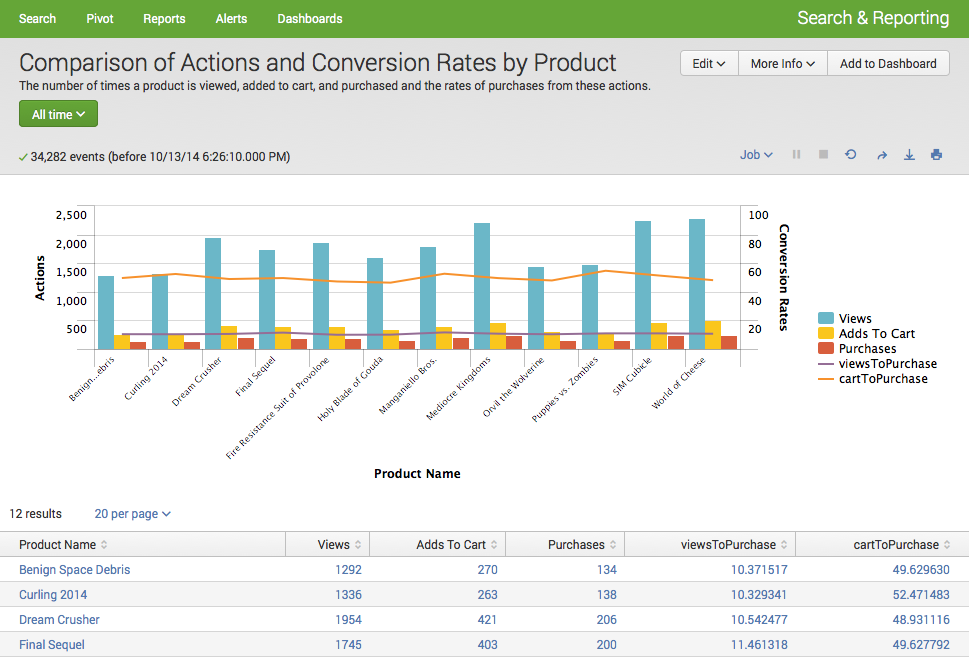 Search Pivot Reports Alerts Dashboards Search & Reporting
Comparison of Actions and Conversion Rates by Product
Edit More Info Add to Dashboard
The number of times a product is viewed, added to cart, and purchased and the rates of purchases from these actions.
All time
34,282 events (before 10/13/14 6:26:10.000 PM)
Job
2,500
2,000
1,500
1,000
500
Actions
100
80
60
40
20
Conversion Rates
Views
Adds To Cart
Purchases
viewsToPurchase
cartToPurchase
Benign...ebris
Curling 2014
Dream Crusher
Final Sequel
Fire Resistance Suit of Provolone
Holy Blade of Gouda
Manganiello Bros.
Mediocre Kingdoms
Orvil the Wolverine
Puppies vs. Zombies
SIM Cubicle
World of Cheese
Product Name
12 results 20 per page
Product Name Views Adds To Cart Purchases viewsToPurchase cartToPurchase
Benign Space Debris 1292 270 134 10.371517 49.629630
Curling 2014 1336 263 138 10.329341 52.471483
Dream Crusher 1954 421 206 10.542477 48.931116
Final Sequel 1745 403 200 11.461318 49.627792